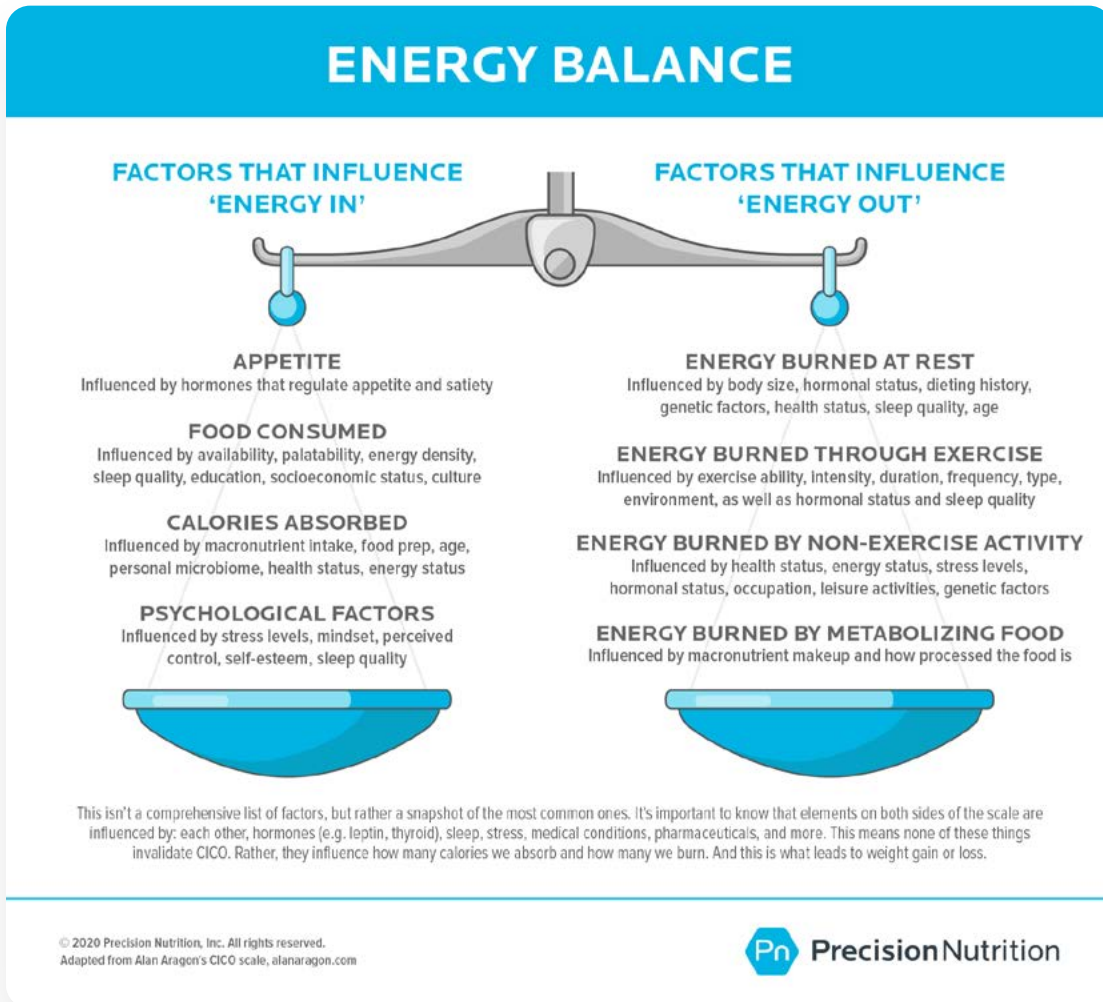 ENERGY BALANCE
FACTORS THAT INFLUENCE
‘ENERGY IN’
APPETITE
Influenced by hormones that regulate appetite and satiety
FOOD CONSUMED
Influenced by availability, palatability, energy density,
sleep quality, education, socioeconomic status, culture
CALORIES ABSORBED
Influenced by macronutrient intake, food prep, age,
personal microbiome, health status, energy status
PSYCHOLOGICAL FACTORS
Influenced by stress levels, mindset, perceived
control, self-esteem, sleep quality
FACTORS THAT INFLUENCE
‘ENERGY OUT’
ENERGY BURNED AT REST
Influenced by body size, hormonal status, dieting history,
genetic factors, health status, sleep quality, age
ENERGY BURNED THROUGH EXERCISE
Influenced by exercise ability, intensity, duration, frequency, type,
environment, as well as hormonal status and sleep quality
ENERGY BURNED BY NON-EXERCISE ACTIVITY
Influenced by health status, energy status, stress levels,
hormonal status, occupation, leisure activities, genetic factors
ENERGY BURNED BY METABOLIZING FOOD
Influenced by macronutrient makeup and how processed the food is
This isn't a comprehensive list of factors, but rather a snapshot of the most common ones. It's important to know that elements on both sides of the scale are
influenced by: each other, hormones (e.g. leptin, thyroid), sleep, stress, medical conditions, pharmaceuticals, and more. This means none of these things
invalidate CICO. Rather, they influence how many calories we absorb and how many we burn. And this is what leads to weight gain or loss.
© 2020 Precision Nutrition, Inc. All rights reserved.
Adapted from Alan Aragon's CICO scale, alanaragon.com
Pn Precision Nutrition